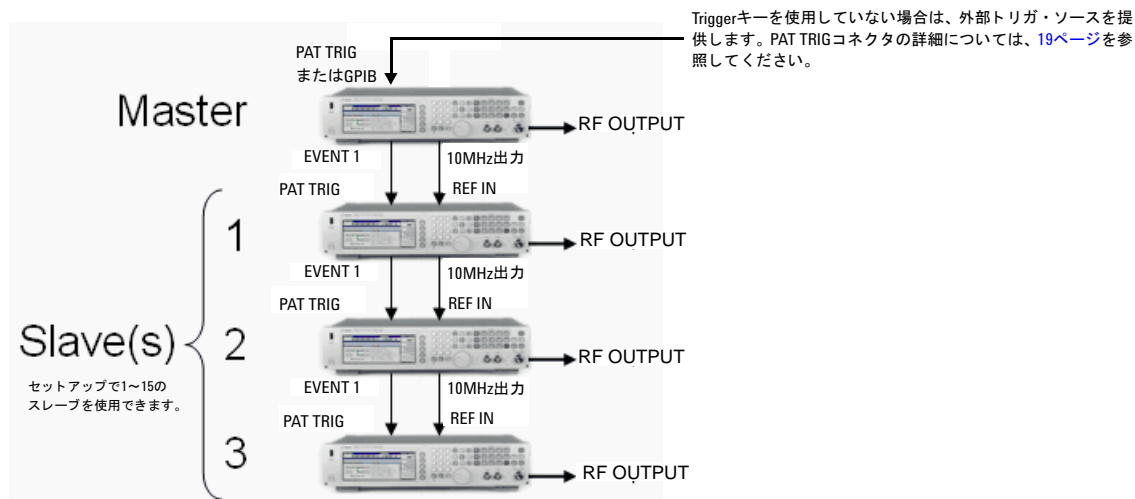 Triggerキーを使用していない場合は、外部トリガ・ソースを提
供します。PAT TRIGコネクタの詳細については、19ページを参
照してください。
PAT TRIG
またはGPIB
Master
RF OUTPUT
EVENT 1
10MHz出力
PAT TRIG
REF IN
1
RF OUTPUT
EVENT 1
10MHz出力
PAT TRIG
REF IN
Slave(s)
2
RF OUTPUT
セットアップで1～15の
スレーブを使用できます。
EVENT 1
10MHz出力
PAT TRIG
REF IN
3
RF OUTPUT